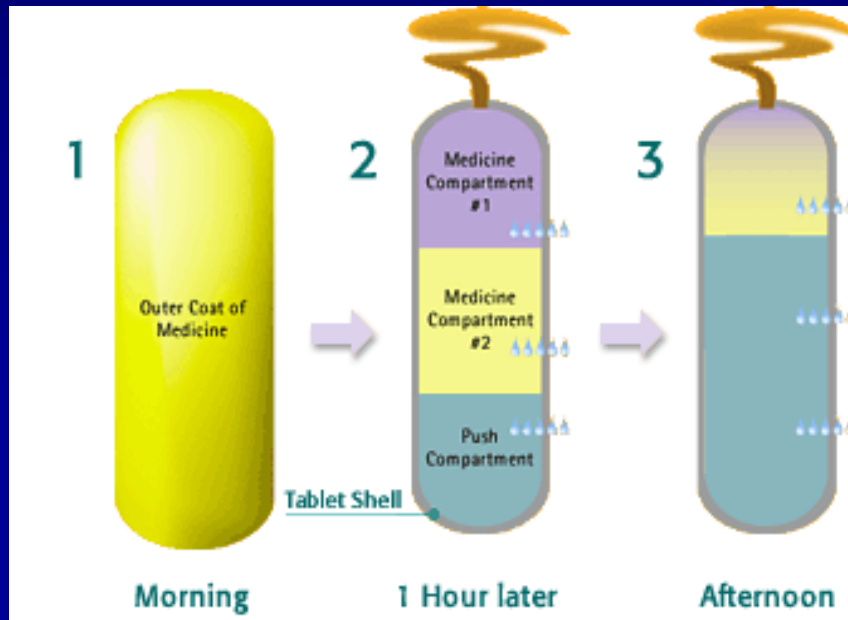 1
Outer Coat of
Medicine
Morning
2
Medicine
Compartment
#1
Medicine
Compartment
#2
Push
Compartment
Tablet Shell
1 Hour later
3
Afternoon